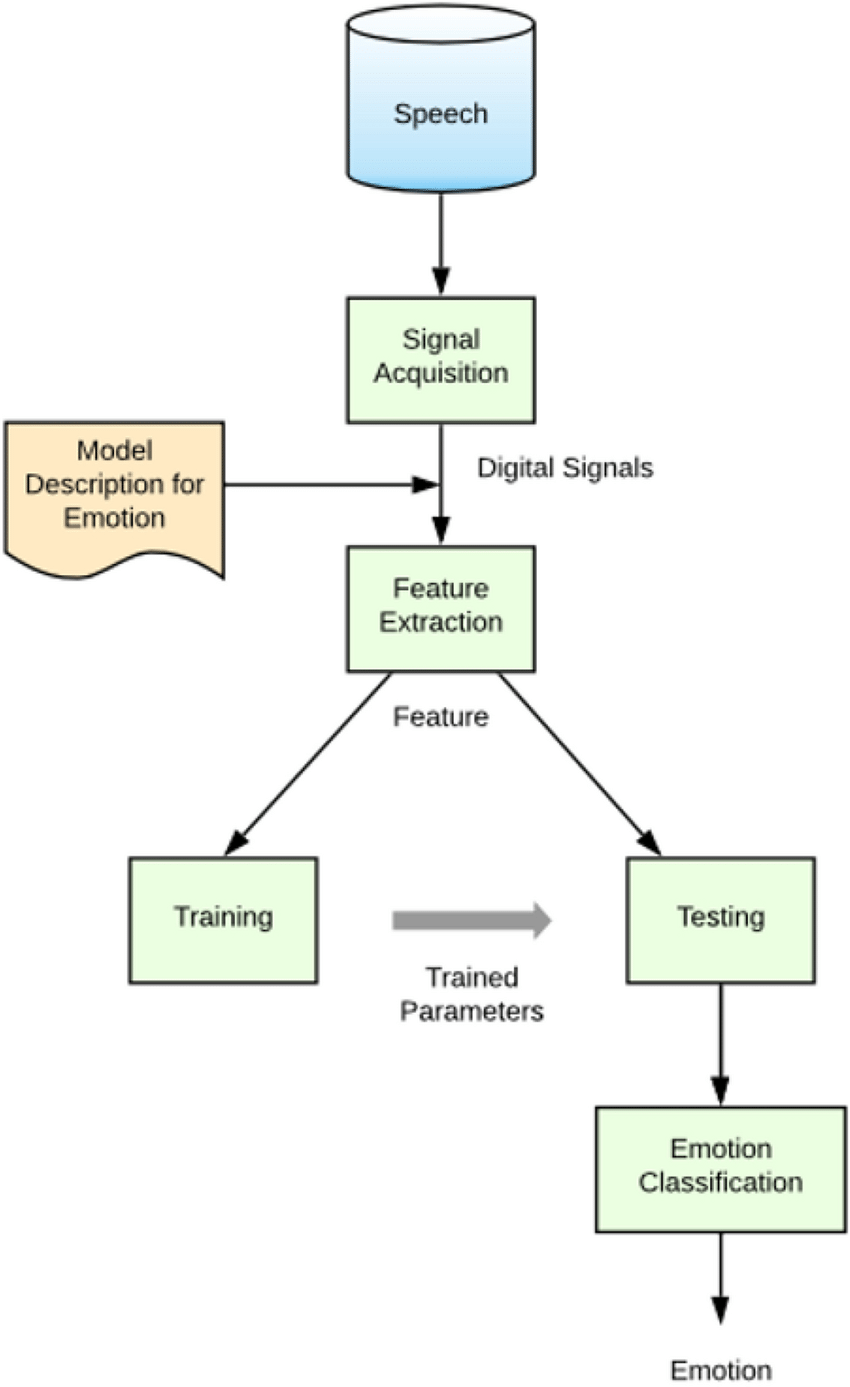 Speech
Signal
Acquisition
Model
Description for
Emotion
Digital Signals
Feature
Extraction
Feature
Training
Testing
Trained
Parameters
Emotion
Classification
Emotion